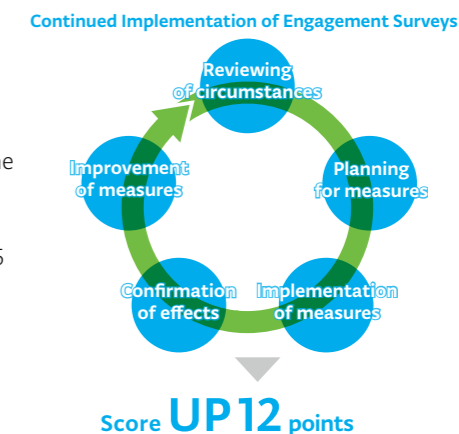 Continued Implementation of Engagement Surveys
Reviewing
of circumstances
Planning
for measures
Implementation
of measures
Confirmation
of effects
Improvement
of measures
Score UP 12 points